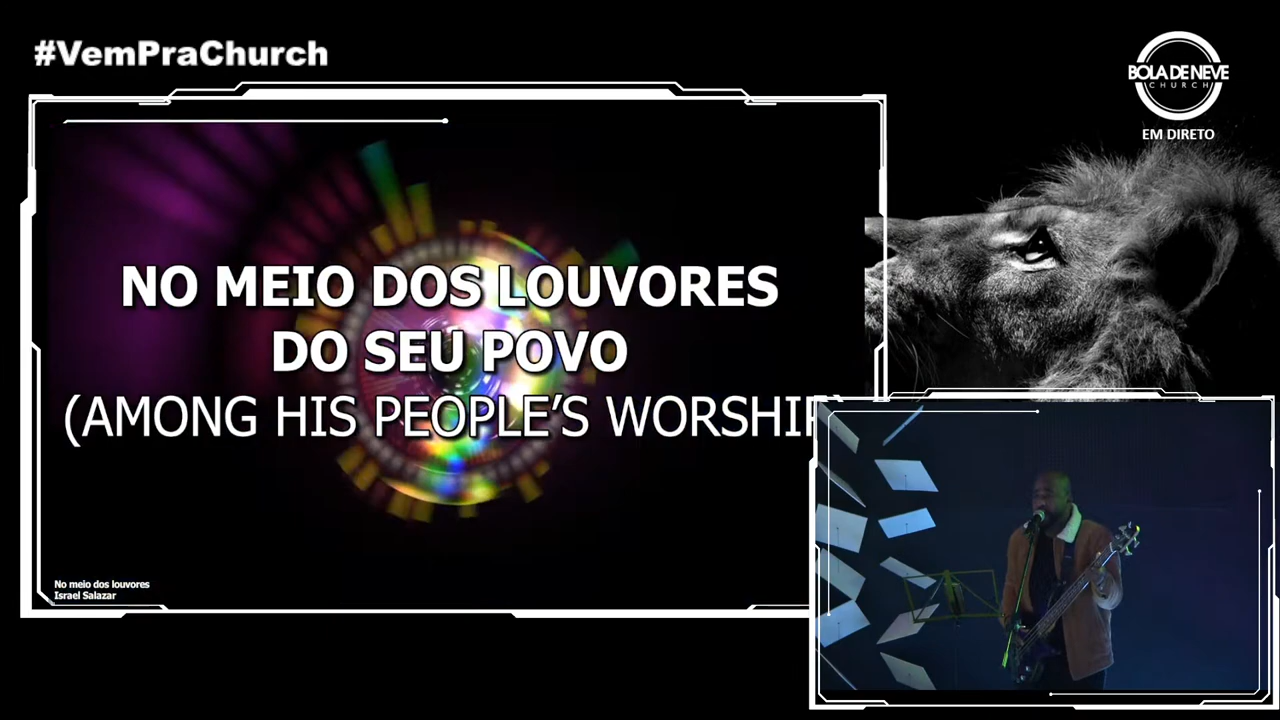 #VemPraChurch
BOLA DE NEVE
CHURCH
EM DIRETO
NO MEIO DOS LOUVORES
DO SEU POVO
(AMONG HIS PEOPLE'S WORSHIP)
No meio dos louvores
Israel Salazar